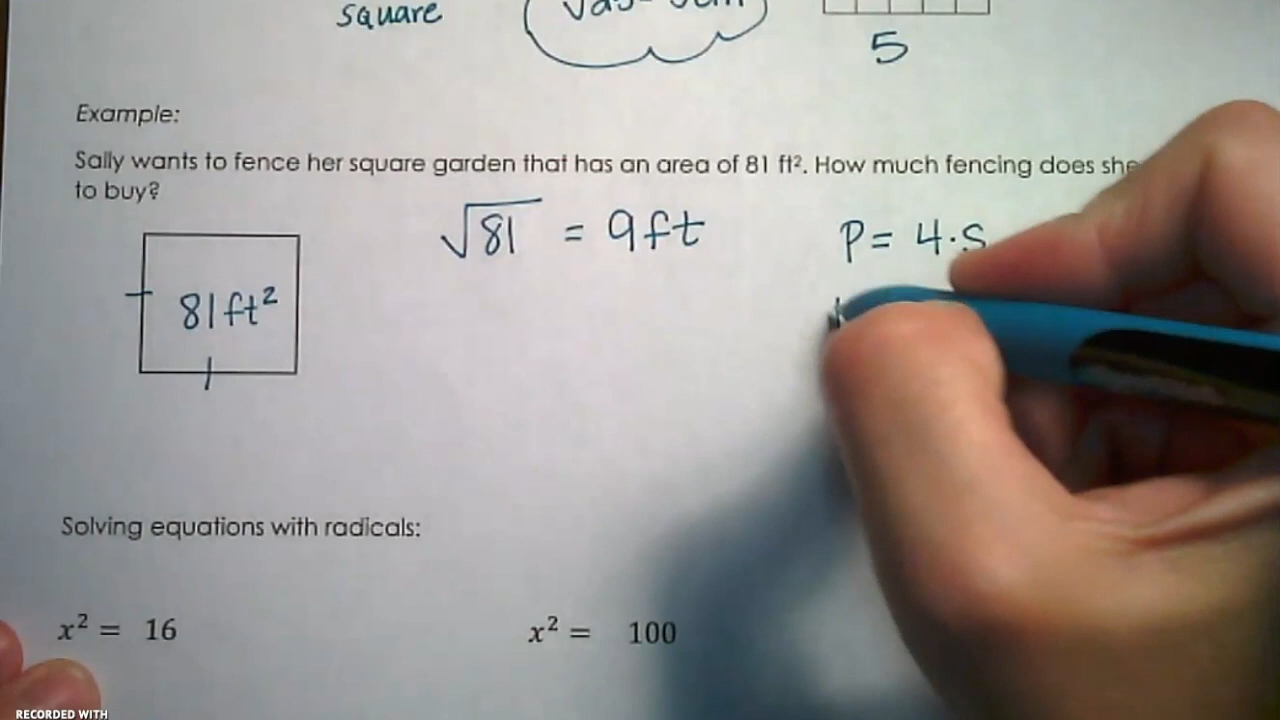 square
5
Example:
Sally wants to fence her square garden that has an area of 81 ft². How much fencing does she
to buy?
√81 = 9ft
P = 4·s
81ft²
Solving equations with radicals:
x² = 16
x² = 100
RECORDED WITH